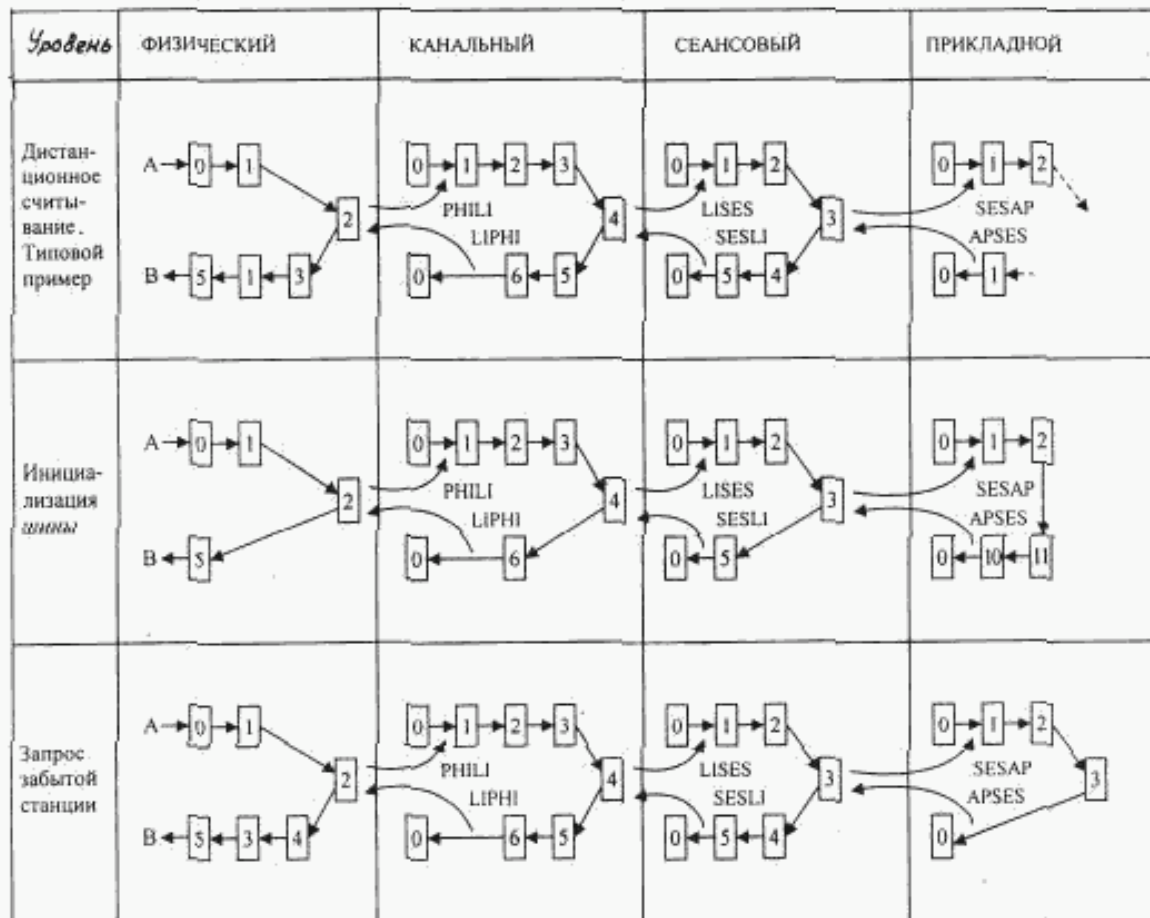 Уровень ФИЗИЧЕСКИЙ КАНАЛЬНЫЙ СЕАНСОВЫЙ ПРИКЛАДНОЙ
Дистан-
ционное
считы-
вание.
Типовой
пример
A 0 1 0 1 2 3 0 1 2 0 1 2
PHILI LISES SESAP
2 4 3
LIPHI SESLI APSES
B 5 1 3 0 6 5 0 5 4 0 1
Инициа-
лизация
шины
A 0 1 0 1 2 3 0 1 2 0 1 2
PHILI LISES SESAP
2 4 3
LIPHI SESLI APSES
B 5 0 6 0 5 0 10 11
Запрос
забытой
станции
A 0 1 0 1 2 3 0 1 2 0 1 2
PHILI LISES SESAP
2 4 3 3
LIPHI SESLI APSES
B 5 3 4 0 6 5 0 5 4 0